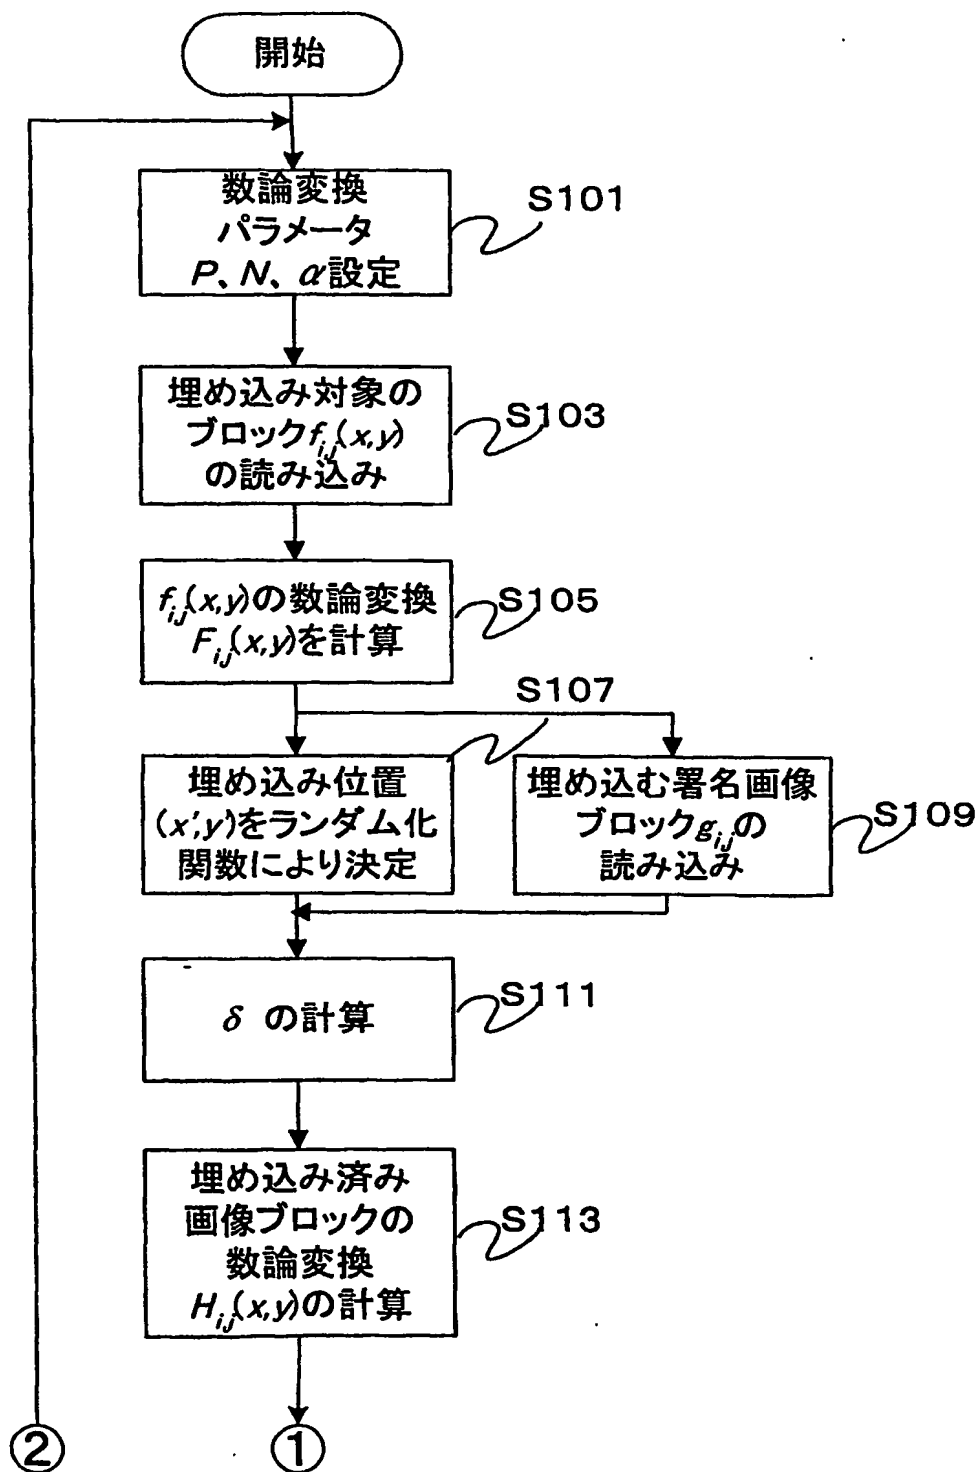 開始
数論変換
パラメータ
P、N、α設定
S101
埋め込み対象の
ブロックfi,j(x,y)
の読み込み
S103
fi,j(x,y)の数論変換
Fi,j(x,y)を計算
S105
S107
埋め込み位置
(x′,y)をランダム化
関数により決定
埋め込む署名画像
ブロックgi,jの
読み込み
S109
δ の計算
S111
埋め込み済み
画像ブロックの
数論変換
Hi,j(x,y)の計算
S113
②
①